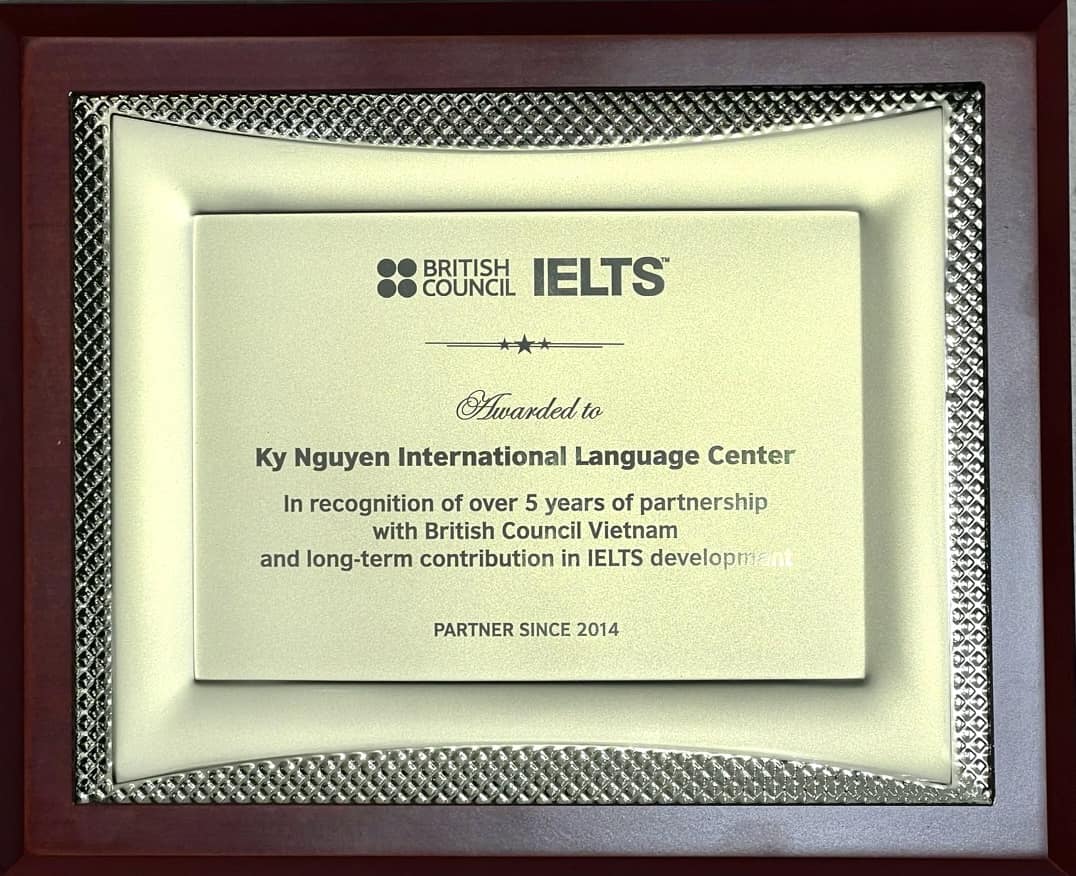 BRITISH
COUNCIL
IELTS™
Awarded to
Ky Nguyen International Language Center
In recognition of over 5 years of partnership
with British Council Vietnam
and long-term contribution in IELTS development
PARTNER SINCE 2014